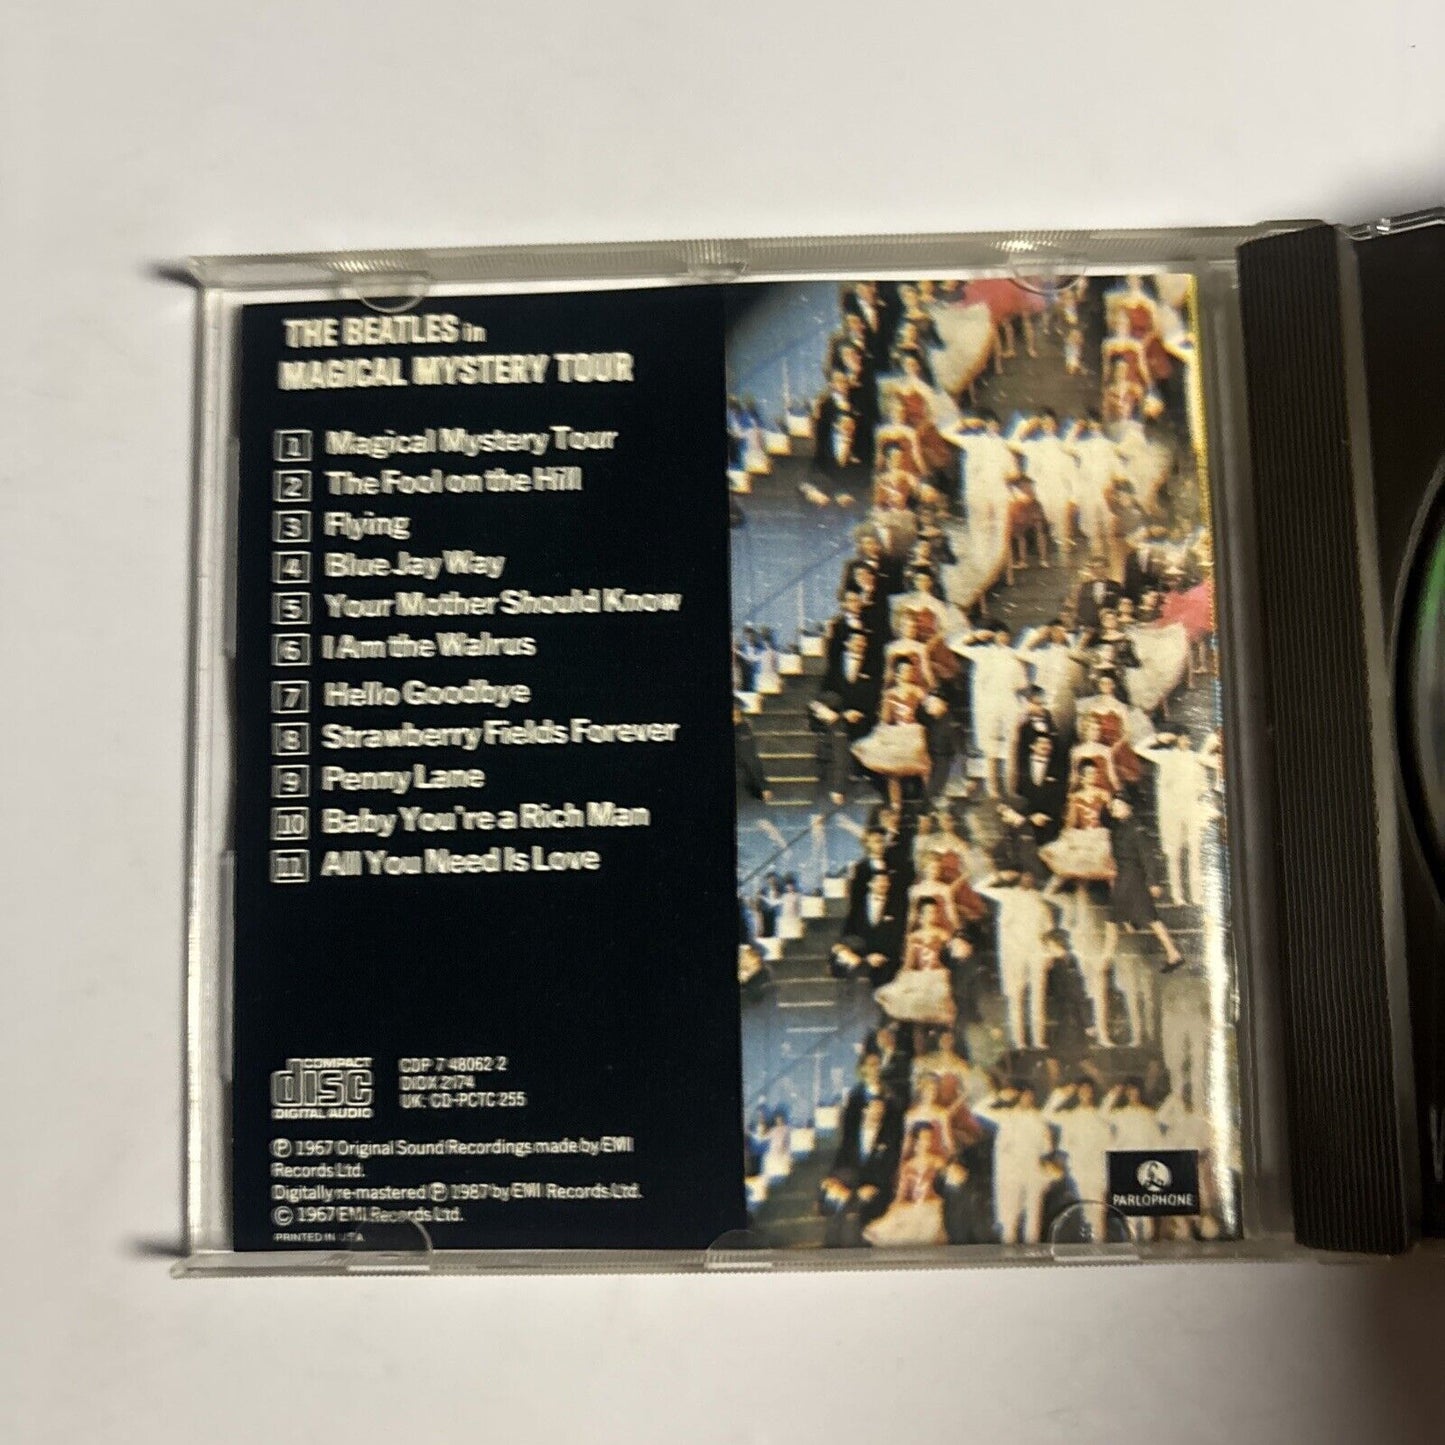 THE BEATLES in
MAGICAL MYSTERY TOUR
1 Magical Mystery Tour
2 The Fool on the Hill
3 Flying
4 Blue Jay Way
5 Your Mother Should Know
6 I Am the Walrus
7 Hello Goodbye
8 Strawberry Fields Forever
9 Penny Lane
10 Baby You're a Rich Man
11 All You Need Is Love
COMPACT
disc
DIGITAL AUDIO
CDP 7 48062 2
DIDX 2174
UK: CD-PCTC 255
℗ 1967 Original Sound Recordings made by EMI
Records Ltd.
Digitally re-mastered ℗ 1987 by EMI Records Ltd.
© 1967 EMI Records Ltd.
PRINTED IN U.S.A.
PARLOPHONE